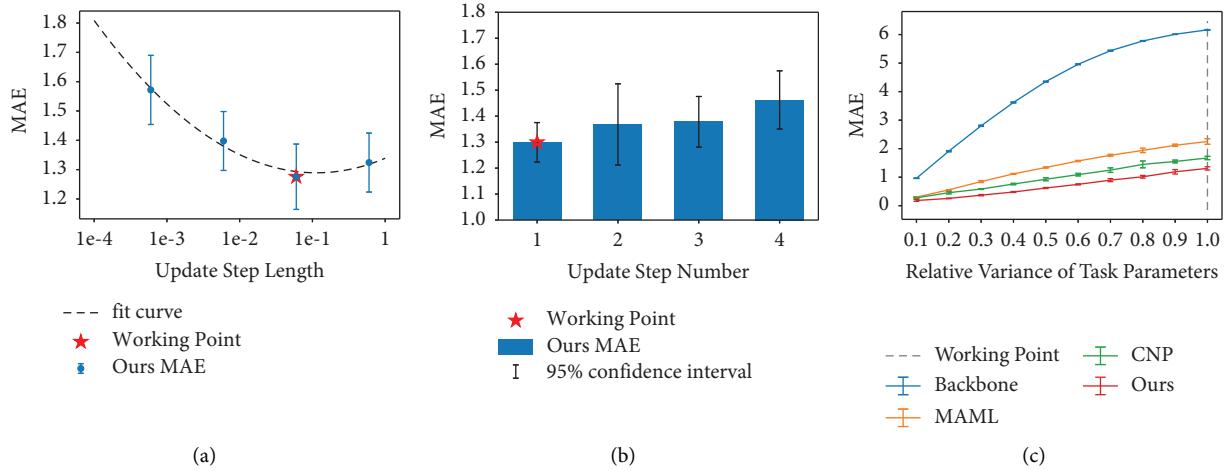 MAE
1.8
1.7
1.6
1.5
1.4
1.3
1.2
1e-4 1e-3 1e-2 1e-1 1
Update Step Length
fit curve
Working Point
Ours MAE
(a)
MAE
1.8
1.7
1.6
1.5
1.4
1.3
1.2
1.1
1.0
1 2 3 4
Update Step Number
Working Point
Ours MAE
95% confidence interval
(b)
MAE
6
5
4
3
2
1
0
0.1 0.2 0.3 0.4 0.5 0.6 0.7 0.8 0.9 1.0
Relative Variance of Task Parameters
Working Point
Backbone
MAML
CNP
Ours
(c)